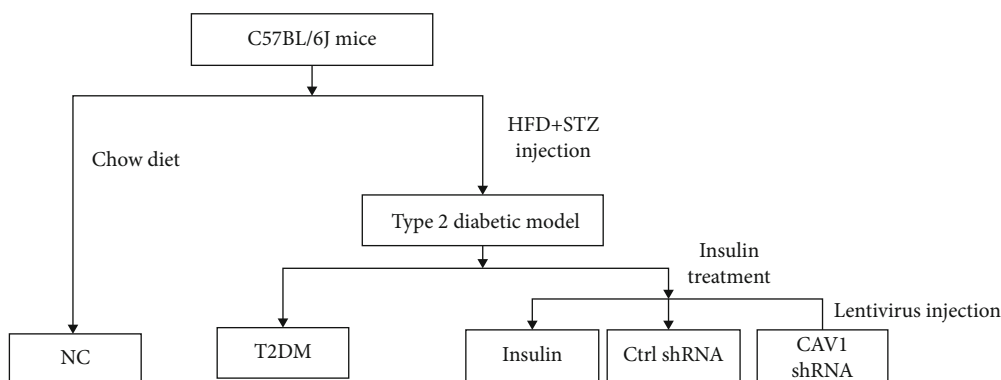 C57BL/6J mice
HFD+STZ
injection
Chow diet
Type 2 diabetic model
Insulin
treatment
Lentivirus injection
NC
T2DM
Insulin
Ctrl shRNA
CAV1
shRNA